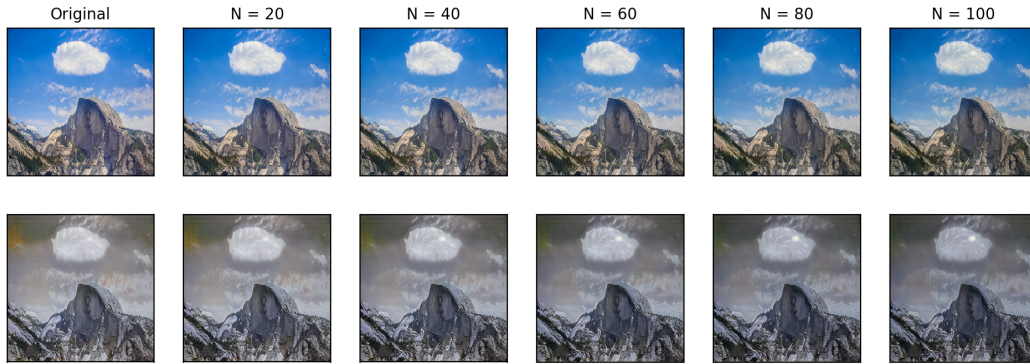 Original
N = 20
N = 40
N = 60
N = 80
N = 100